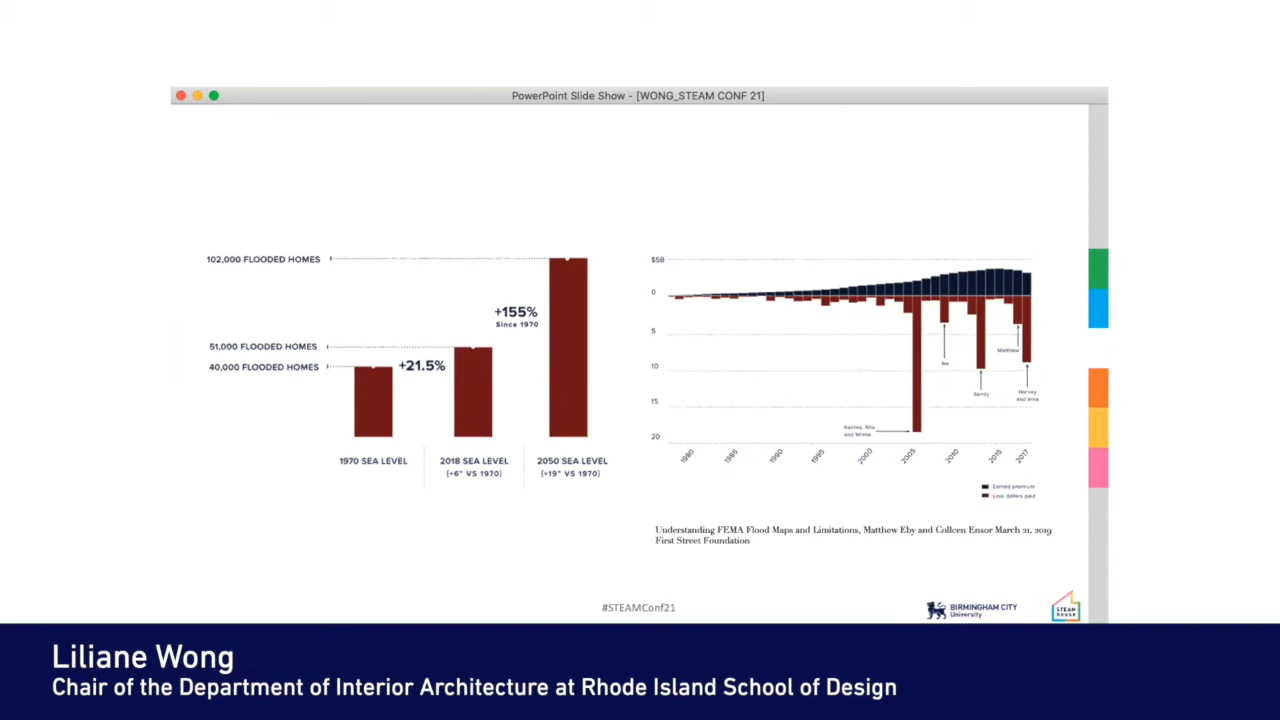 PowerPoint Slide Show - [WONG_STEAM CONF 21]
102,000 FLOODED HOMES
+155%
Since 1970
51,000 FLOODED HOMES
+21.5%
40,000 FLOODED HOMES
1970 SEA LEVEL
2018 SEA LEVEL
(+6" VS 1970)
2050 SEA LEVEL
(+19" VS 1970)
$5B
0
5
10
15
20
Ike
Matthew
Sandy
Harvey
and Irma
Katrina, Rita
and Wilma
1980
1985
1990
1995
2000
2005
2010
2015
2017
Earned premium
Loss dollars paid
Understanding FEMA Flood Maps and Limitations, Matthew Eby and Colleen Ensor March 21, 2019
First Street Foundation
#STEAMConf21
BIRMINGHAM CITY
University
STEAM
house
Liliane Wong
Chair of the Department of Interior Architecture at Rhode Island School of Design